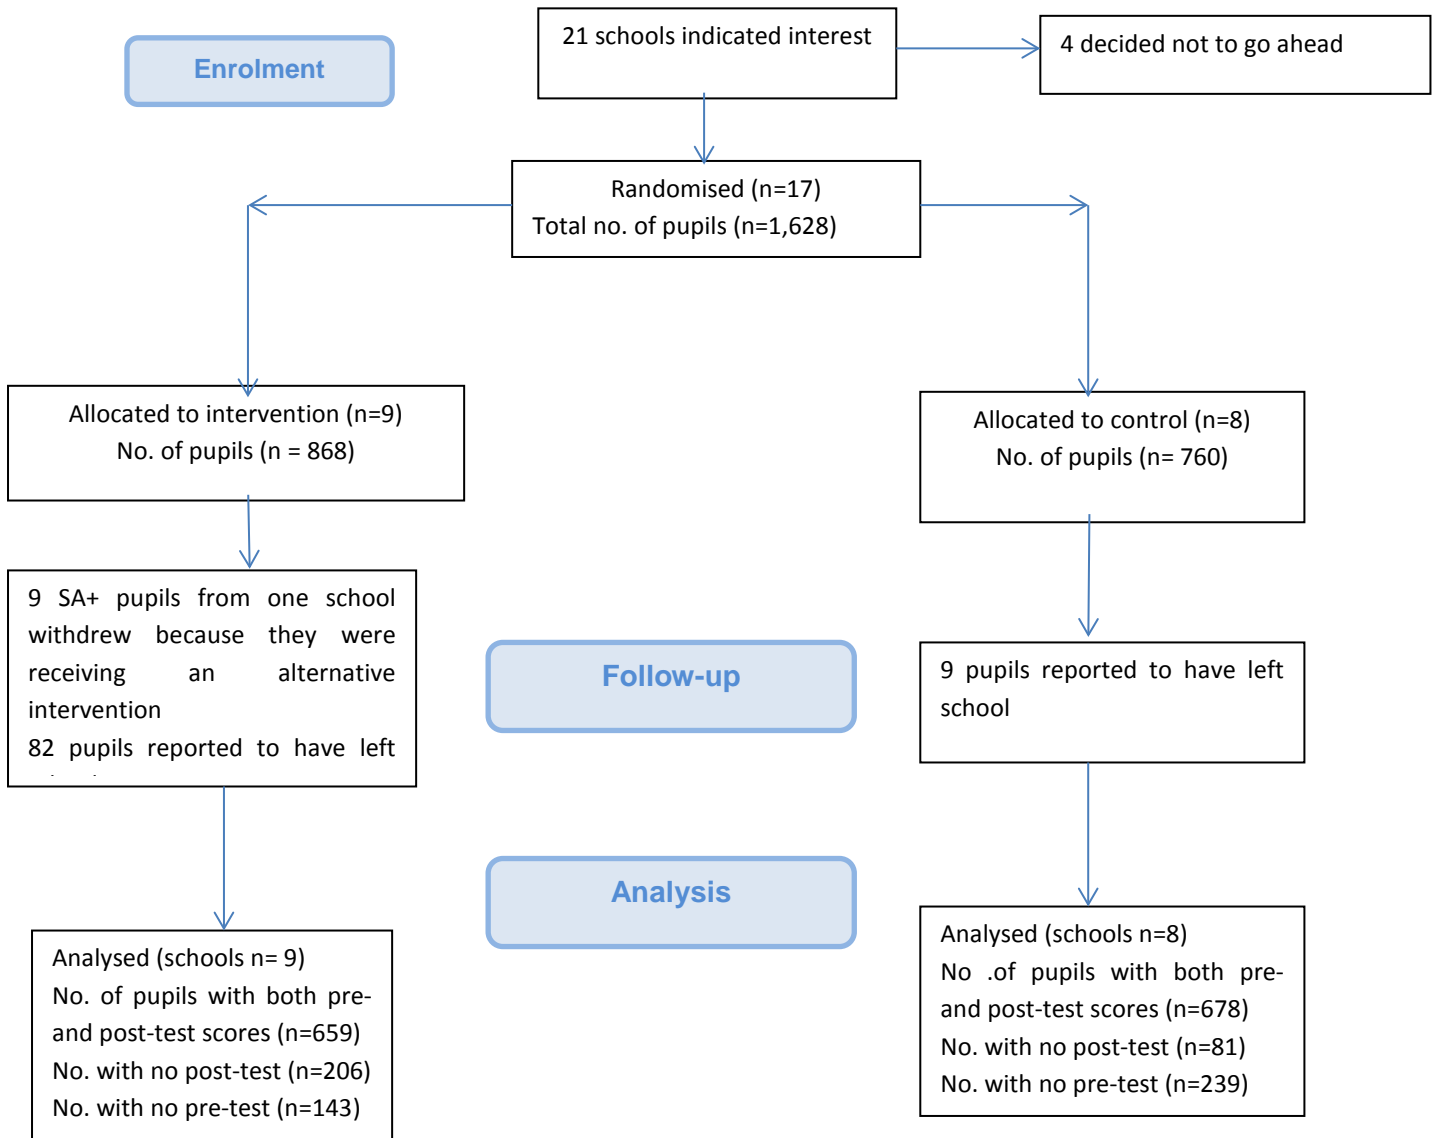 21 schools indicated interest
4 decided not to go ahead
Enrolment
Randomised (n=17)
Total no. of pupils (n=1,628)
Allocated to intervention (n=9)
No. of pupils (n = 868)
Allocated to control (n=8)
No. of pupils (n= 760)
9 SA+ pupils from one school
withdrew because they were
receiving an alternative
intervention
82 pupils reported to have left
Follow-up
9 pupils reported to have left
school
Analysis
Analysed (schools n= 9)
No. of pupils with both pre-
and post-test scores (n=659)
No. with no post-test (n=206)
No. with no pre-test (n=143)
Analysed (schools n=8)
No .of pupils with both pre-
and post-test scores (n=678)
No. with no post-test (n=81)
No. with no pre-test (n=239)